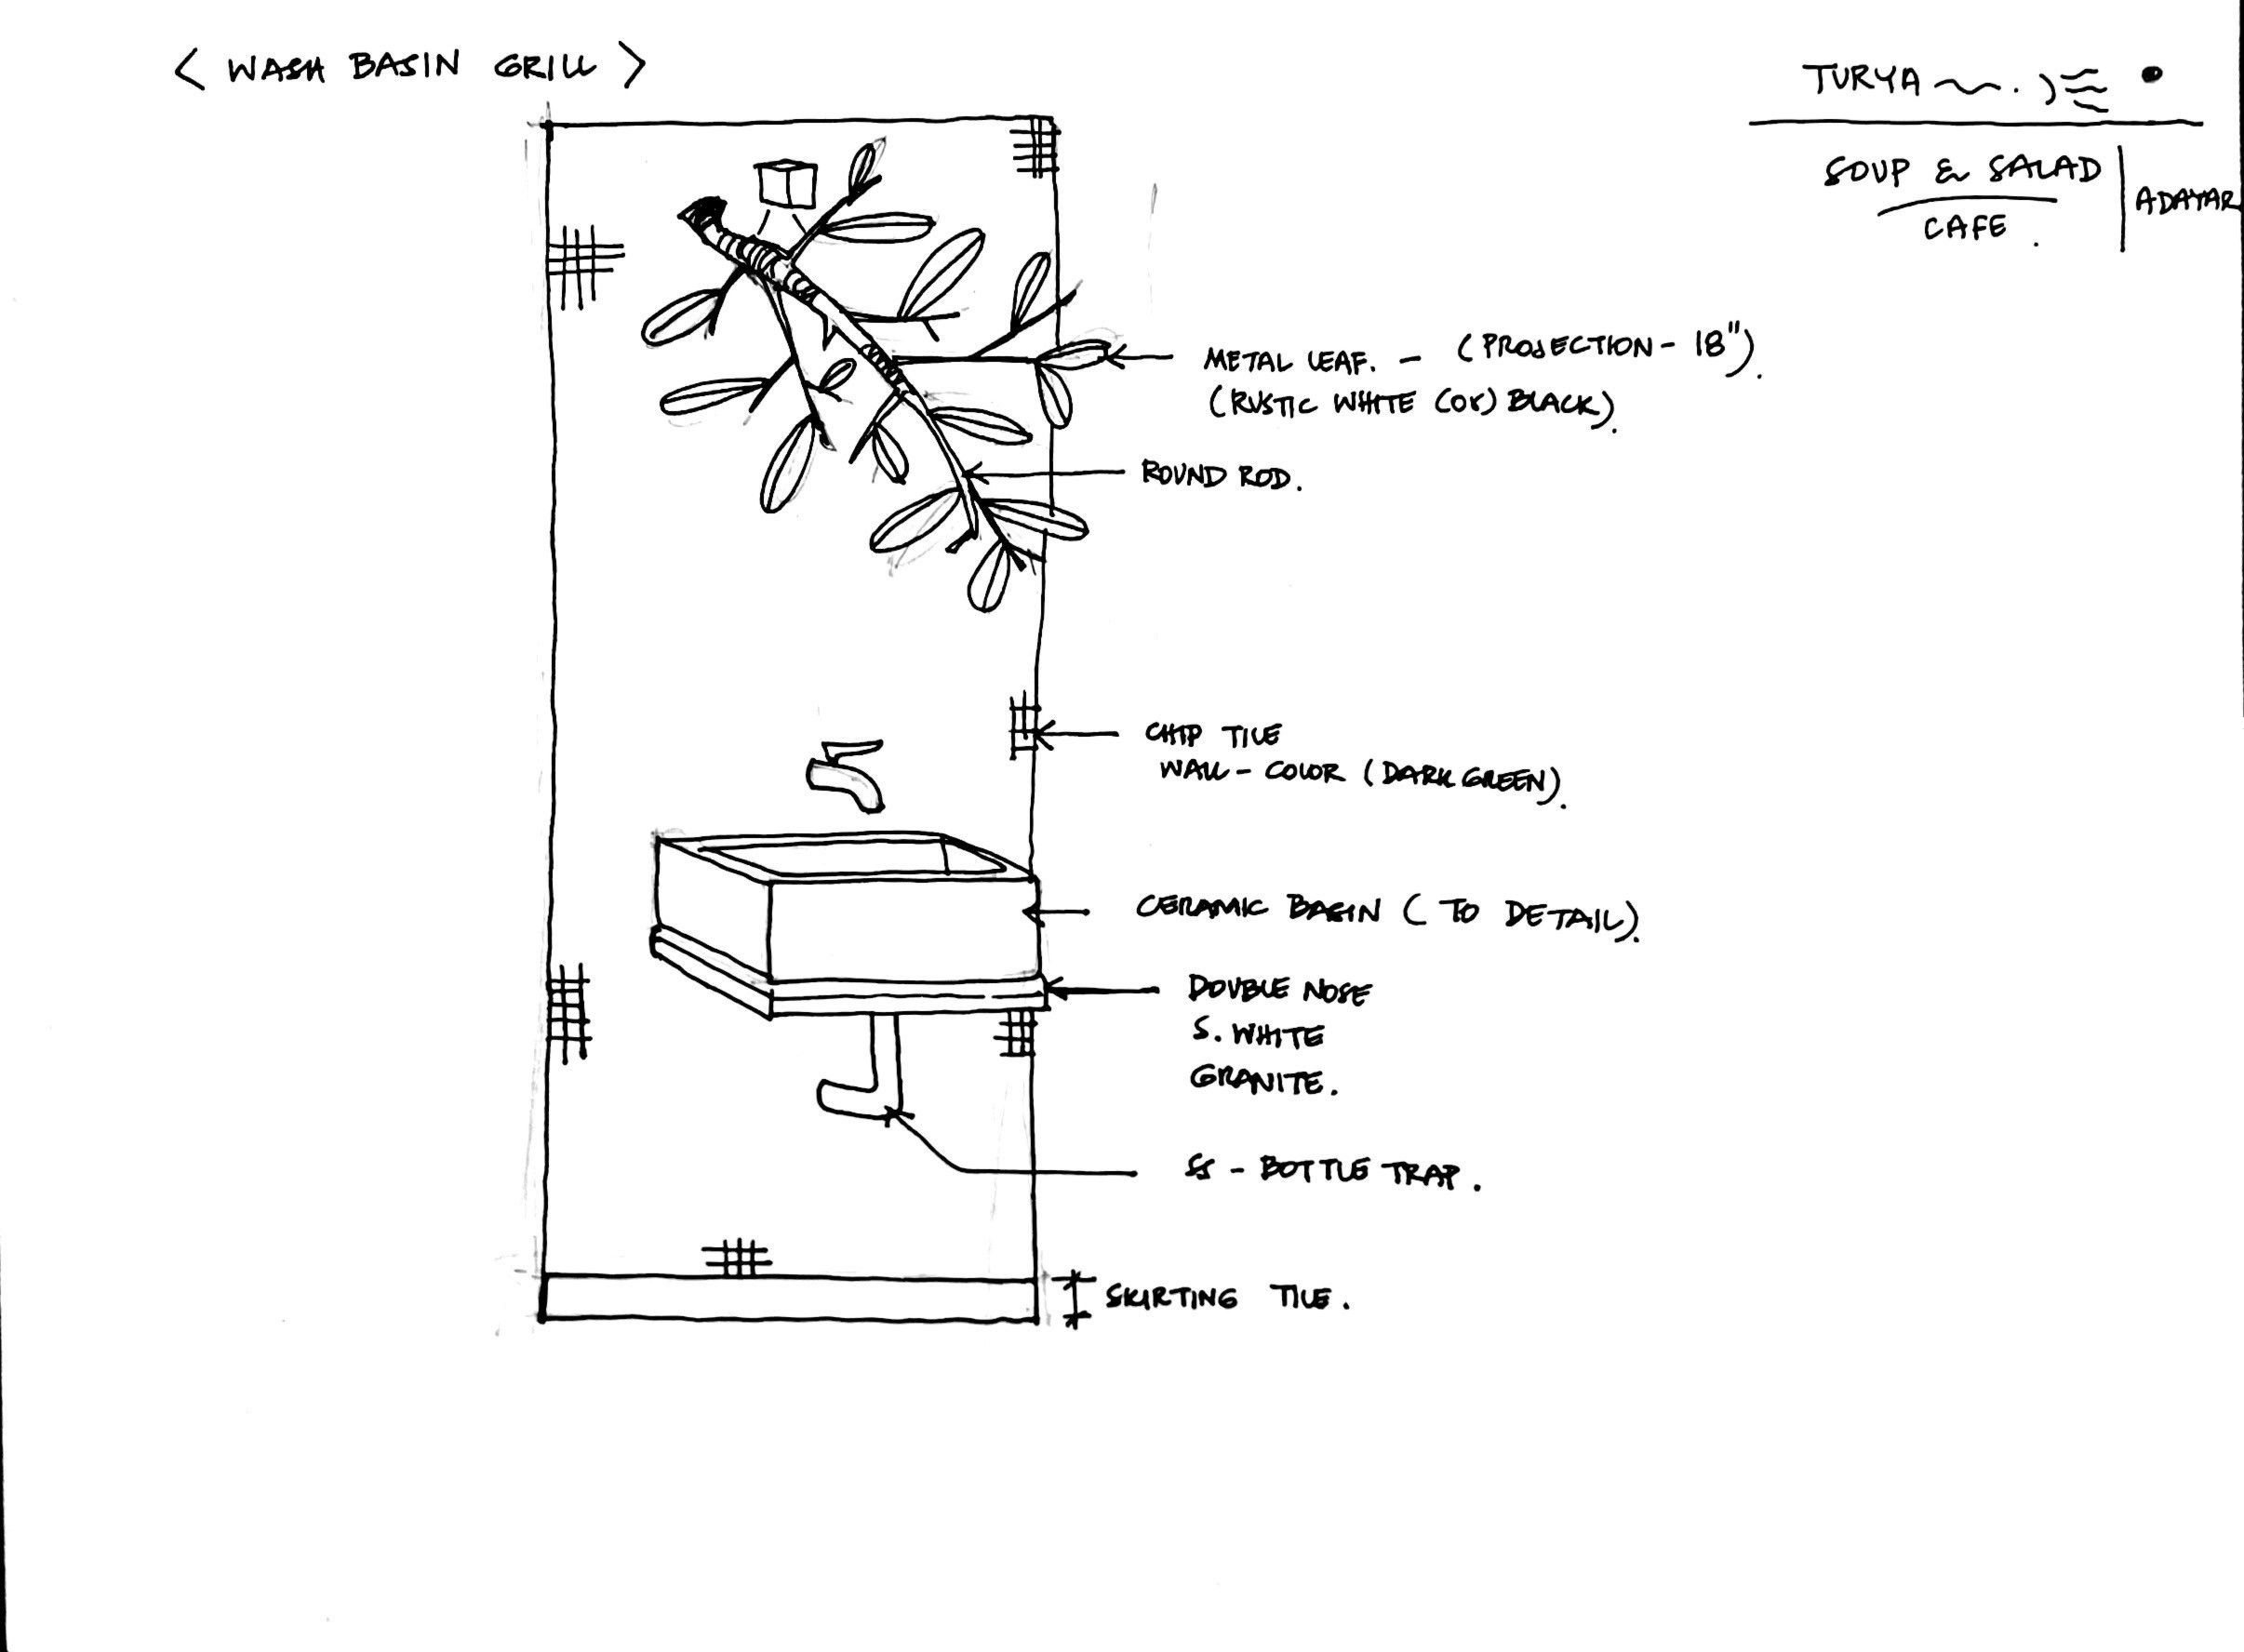 < WASH BASIN GRILL >
TURYA
SOUP & SALAD
CAFE.
ADAYAR
METAL LEAF. - (PROJECTION - 18").
(RUSTIC WHITE (OR) BLACK).
ROUND ROD.
CHIP TILE
WALL - COLOR (DARK GREEN).
CERAMIC BASIN (TO DETAIL).
DOUBLE NOSE
S. WHITE
GRANITE.
SS - BOTTLE TRAP.
SKIRTING TILE.